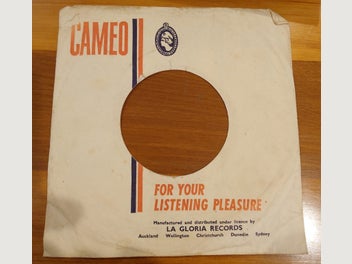 CAMEO
FOR YOUR
LISTENING PLEASURE
Manufactured and distributed under licence by
LA GLORIA RECORDS
Auckland Wellington Christchurch Dunedin Sydney